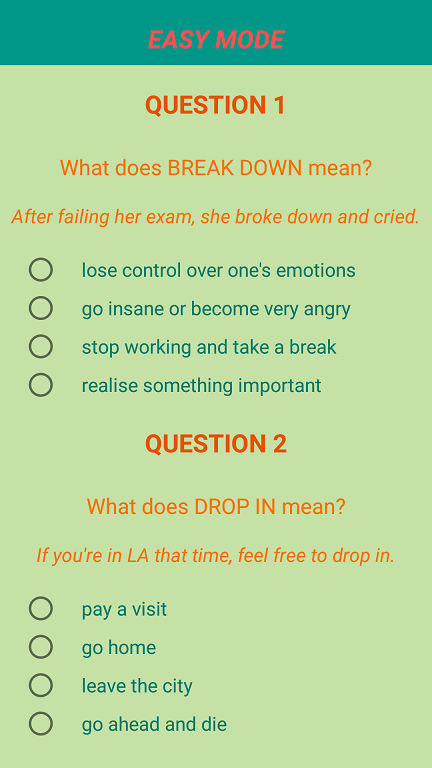 EASY MODE
QUESTION 1
What does BREAK DOWN mean?
After failing her exam, she broke down and cried.
lose control over one's emotions
go insane or become very angry
stop working and take a break
realise something important
QUESTION 2
What does DROP IN mean?
If you're in LA that time, feel free to drop in.
pay a visit
go home
leave the city
go ahead and die